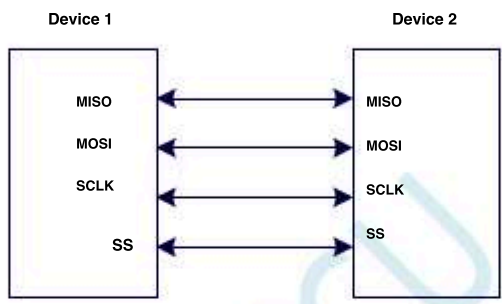 Device 1 Device 2
MISO MISO
MOSI MOSI
SCLK SCLK
SS SS